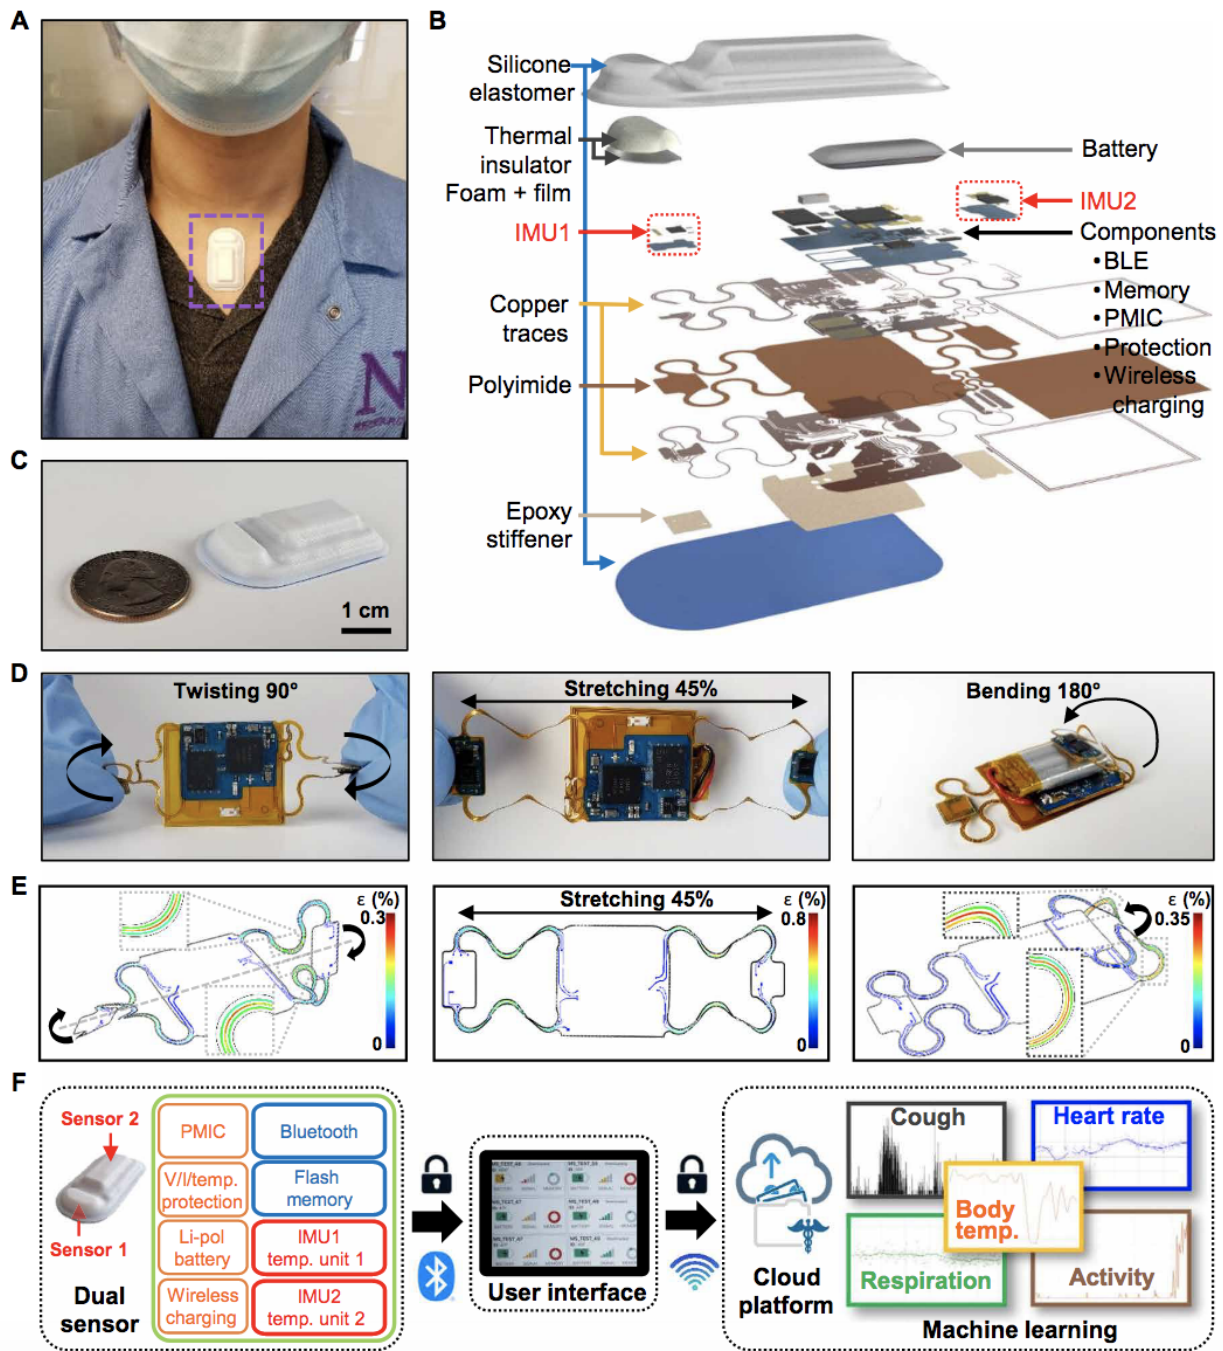 A
B
Silicone
elastomer
Thermal
insulator
Foam + film
Battery
IMU1
IMU2
Components
• BLE
• Memory
• PMIC
• Protection
• Wireless
charging
Copper
traces
Polyimide
Epoxy
stiffener
N
C
1 cm
D
Twisting 90°
Stretching 45%
Bending 180°
E
ε (%)
0.3
0
Stretching 45%
ε (%)
0.8
0
ε (%)
0.35
0
F
Sensor 2
Sensor 1
Dual
sensor
PMIC
Bluetooth
V/I/temp.
protection
Flash
memory
Li-pol
battery
IMU1
temp. unit 1
Wireless
charging
IMU2
temp. unit 2
User interface
Cloud
platform
Cough
Heart rate
Body
temp.
Respiration
Activity
Machine learning